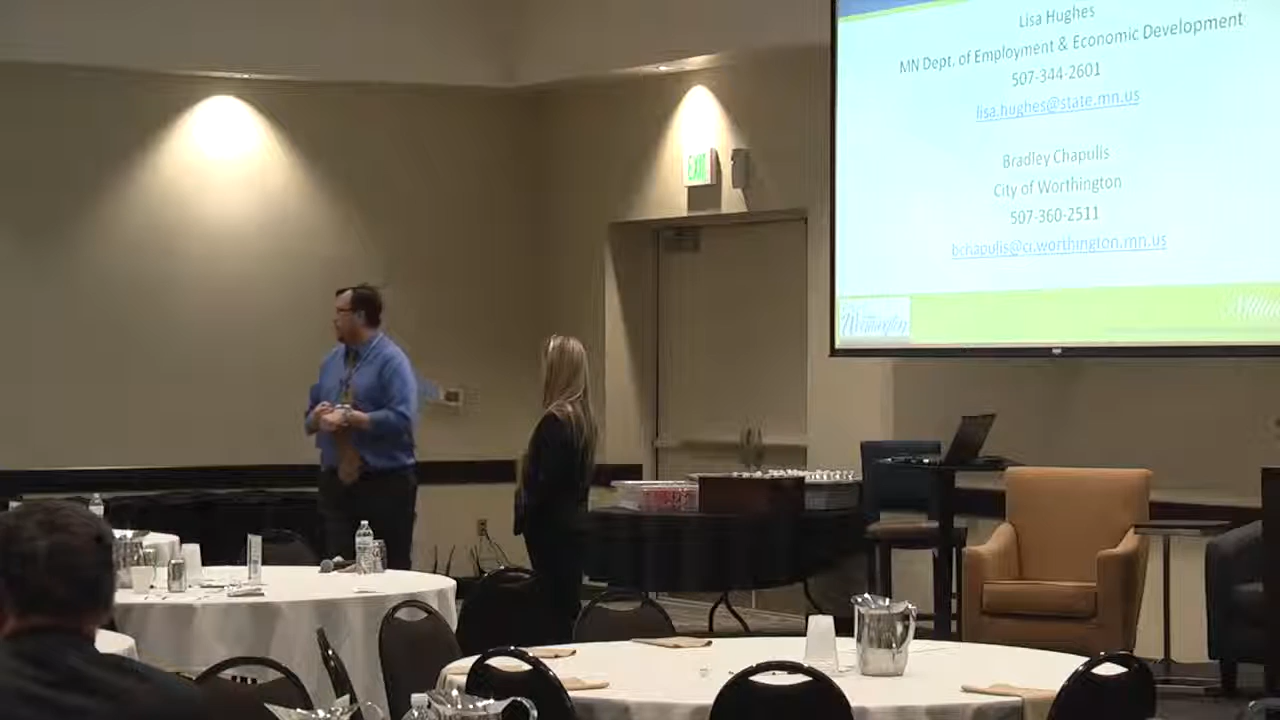 Lisa Hughes
MN Dept. of Employment & Economic Development
507-344-2601
lisa.hughes@state.mn.us
Bradley Chapulis
City of Worthington
507-360-2511
bchapulis@ci.worthington.mn.us
Worthington
EXIT